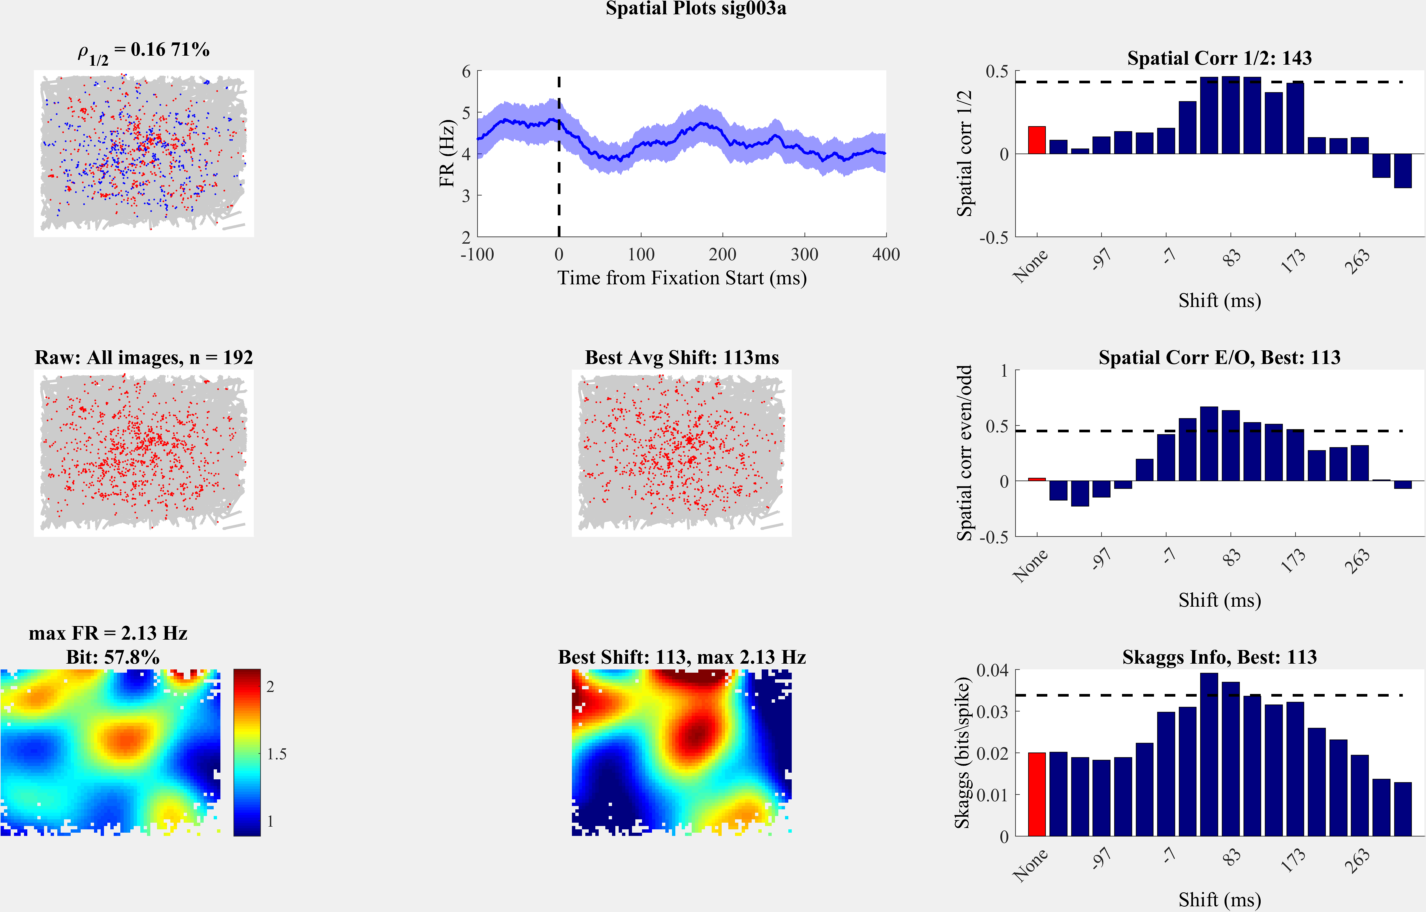 Spatial Plots sig003a
ρ1/2 = 0.16 71%
6
5
4
3
2
FR (Hz)
-100
0
100
200
300
400
Time from Fixation Start (ms)
Spatial Corr 1/2: 143
0.5
0
-0.5
Spatial corr 1/2
None
-97
-7
83
173
263
Shift (ms)
Raw: All images, n = 192
Best Avg Shift: 113ms
Spatial Corr E/O, Best: 113
1
0.5
0
-0.5
Spatial corr even/odd
None
-97
-7
83
173
263
Shift (ms)
max FR = 2.13 Hz
Bit: 57.8%
2
1.5
1
Best Shift: 113, max 2.13 Hz
Skaggs Info, Best: 113
0.04
0.03
0.02
0.01
0
Skaggs (bits\spike)
None
-97
-7
83
173
263
Shift (ms)